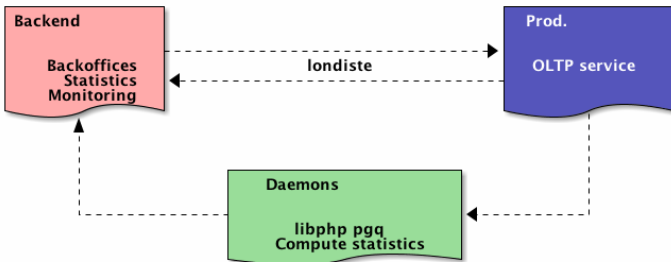 Backend
Backoffices
Statistics
Monitoring
londiste
Prod.
OLTP service
Daemons
libphp pgq
Compute statistics